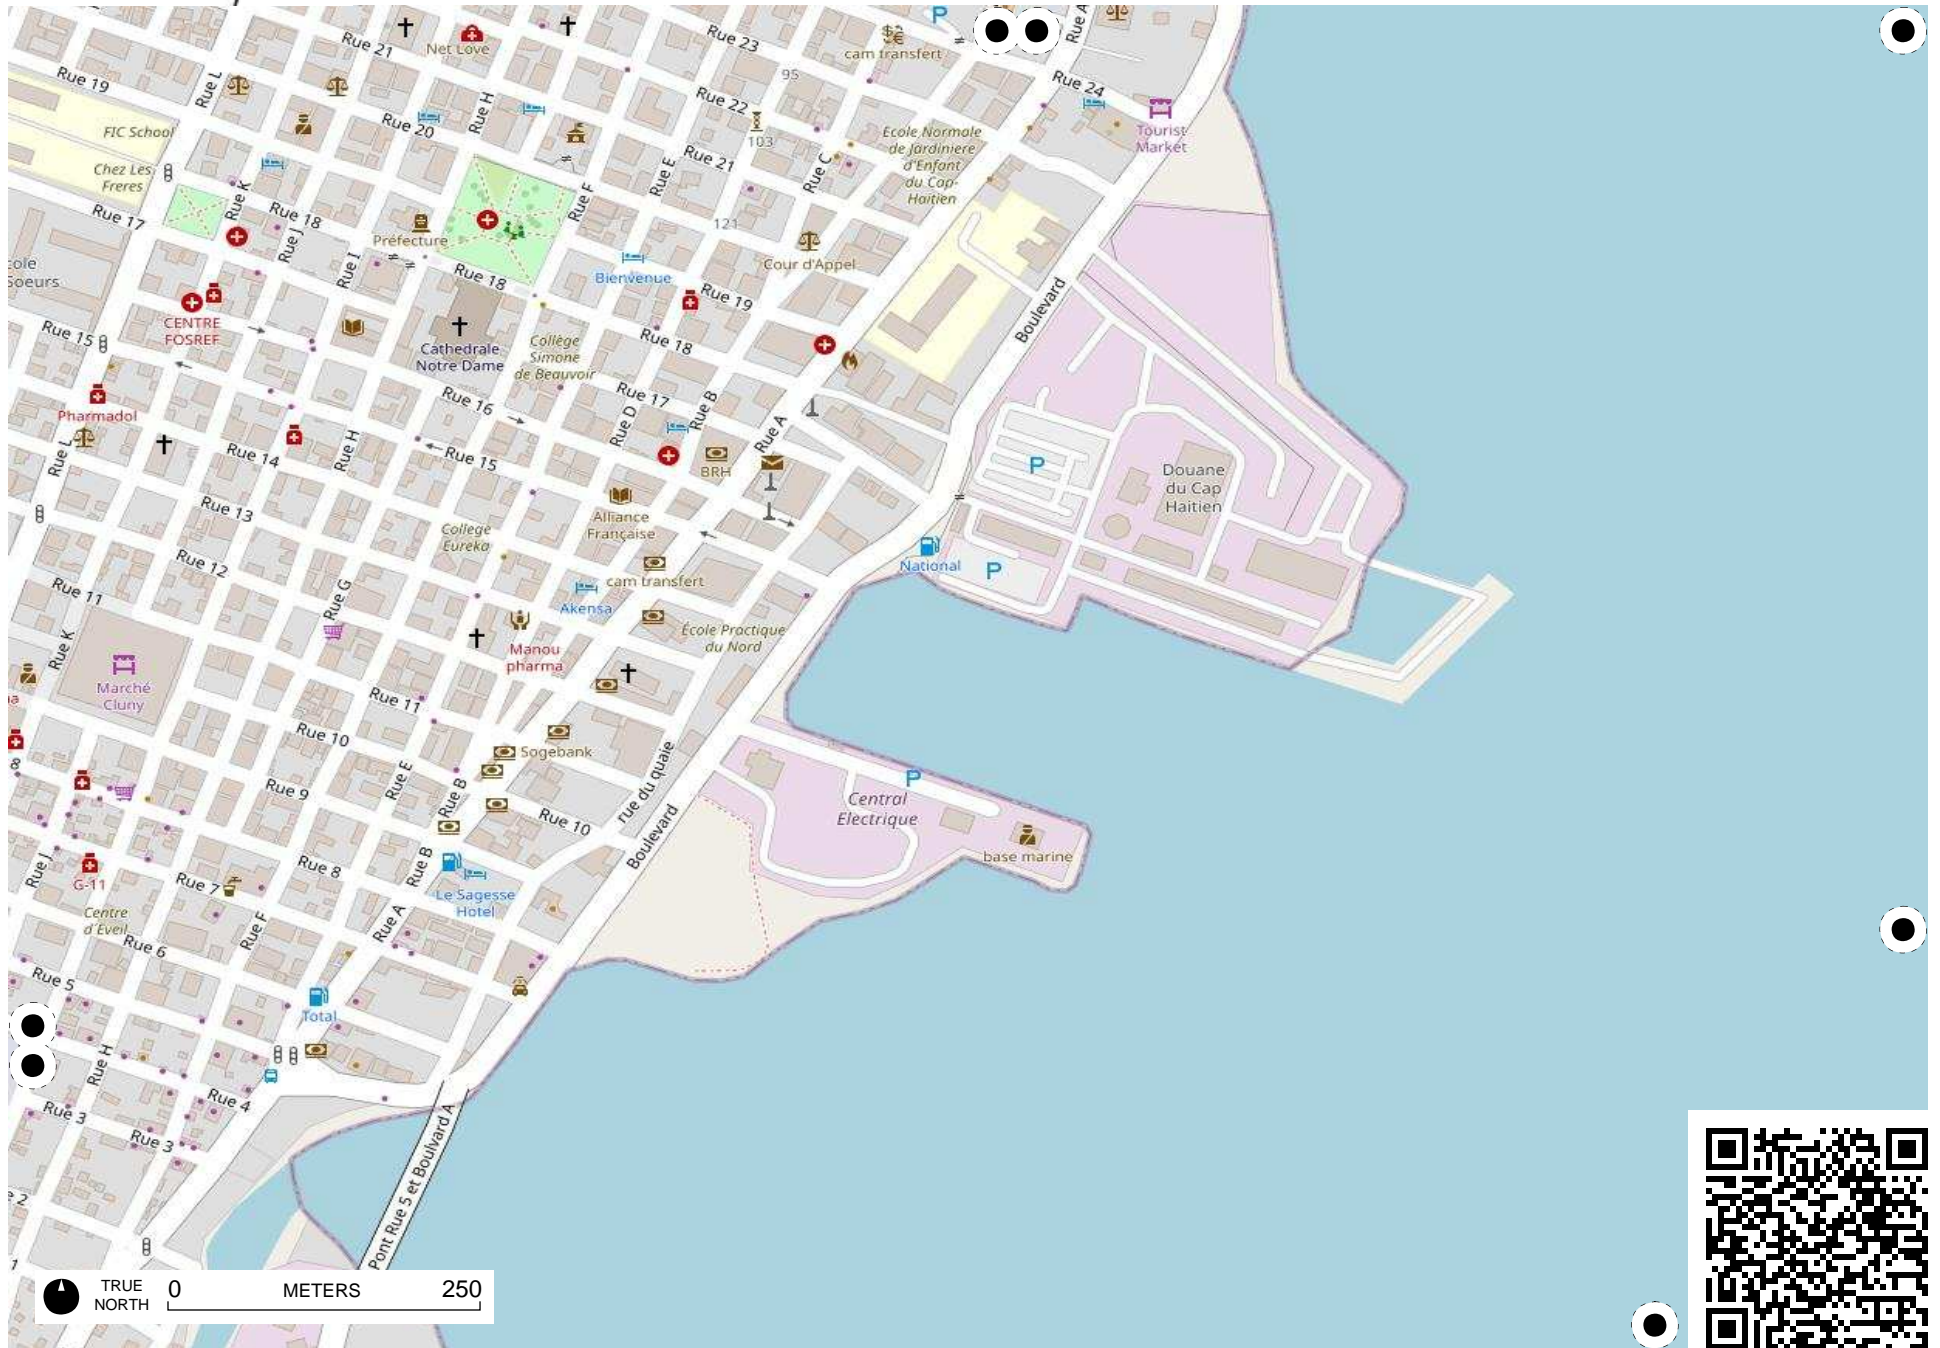 Rue 21
Net Love
Rue 23
cam transfert
Rue A
Rue 19
Rue L
95
Rue 24
Rue 22
Rue H
Rue 20
FIC School
103
Ecole Normale
de Jardiniere
d'Enfant
du Cap-
Haitien
Tourist
Market
Rue 21
Rue E
Rue C
Chez Les
Freres
Rue K
Rue F
Rue 17
Rue 18
Rue J
121
Préfecture
Cour d'Appel
Rue I
Rue 18
Bienvenue
Rue 19
Boulevard
CENTRE
FOSREF
Rue 15
Cathedrale
Notre Dame
Collège
Simone
de Beauvoir
Rue 18
Rue 17
Rue 16
Rue B
Pharmadol
Rue D
Rue A
Rue L
Rue 14
Rue H
Rue 15
BRH
Douane
du Cap
Haitien
Rue 13
College
Eureka
Alliance
Française
National
Rue 12
cam transfert
Rue 11
Rue G
Akensa
École Practique
du Nord
Rue K
Manou
pharma
Marché
Cluny
Rue 11
Rue 10
Sogebank
rue du quaie
Rue E
Rue B
Rue 9
Rue 10
Central
Electrique
Boulevard
base marine
Rue J
G-11
Rue 8
Rue B
Rue 7
Le Sagesse
Hotel
Centre
d'Eveil
Rue F
Rue A
Rue 6
Rue 5
Total
Rue H
Rue 4
Rue 3
Rue 3
Pont Rue 5 et Boulvard A
TRUE
NORTH
0 METERS 250